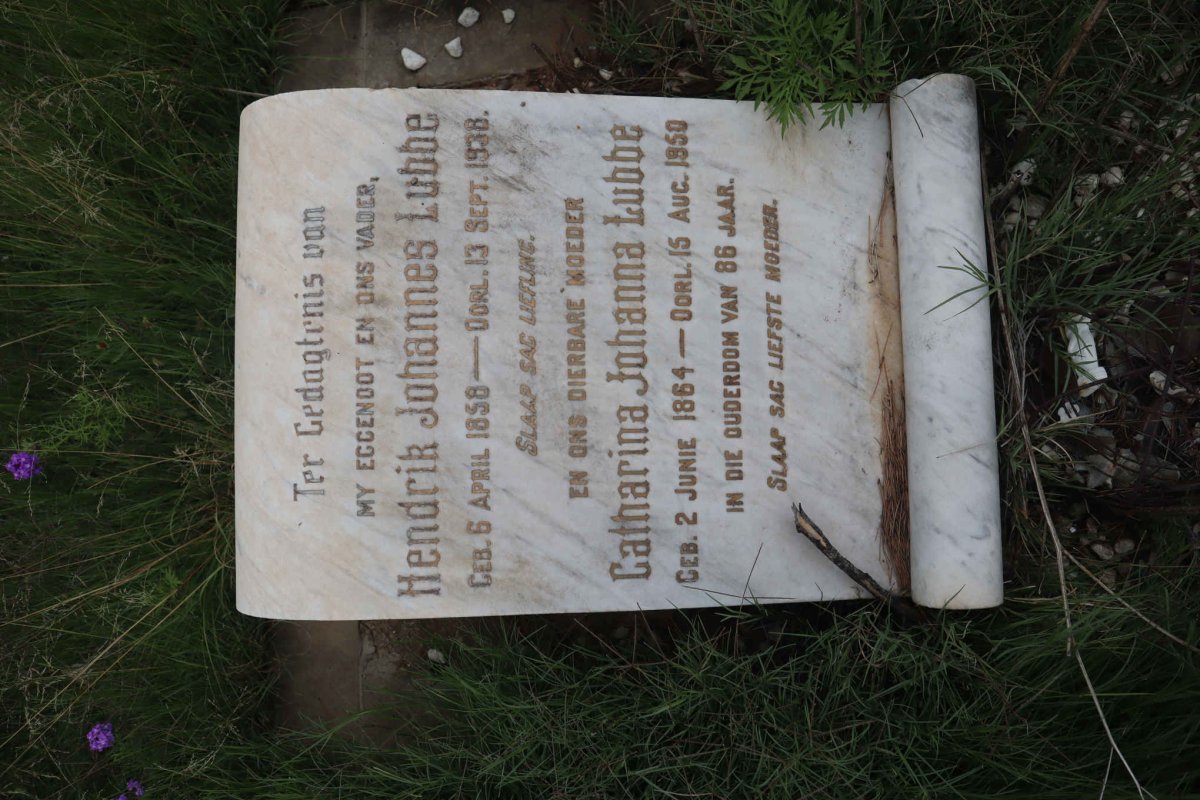 Ter Gedagtenis van
MY EGGENOOT EN ONS VADER,
Hendrik Johannes Lubbe
GEB. 6 APRIL 1858 — OORL. 13 SEPT. 1938.
SLAAP SAG LIEFLING.
EN ONS DIERBARE MOEDER
Catharina Johanna Lubbe
GEB. 2 JUNIE 1864 — OORL. 15 AUG. 1950
IN DIE OUDERDOM VAN 86 JAAR.
SLAAP SAG LIEFSTE MOEDER.